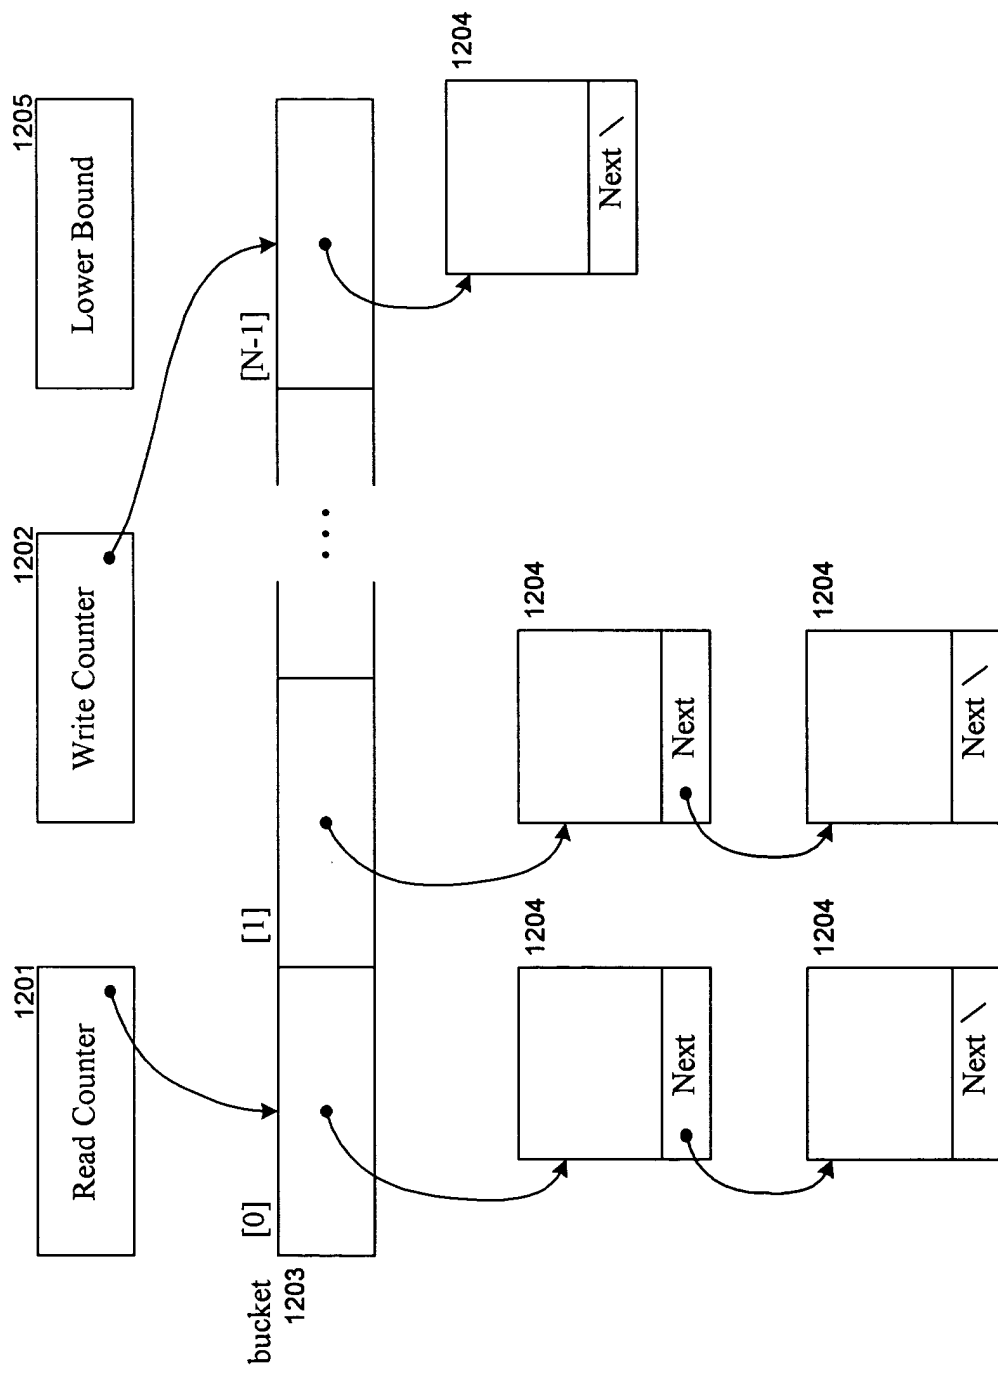 1201
Read Counter
1202
Write Counter
1205
Lower Bound
bucket
1203
[0]
[1]
...
[N-1]
1204
Next
1204
Next \
1204
Next
1204
Next \
1204
Next \